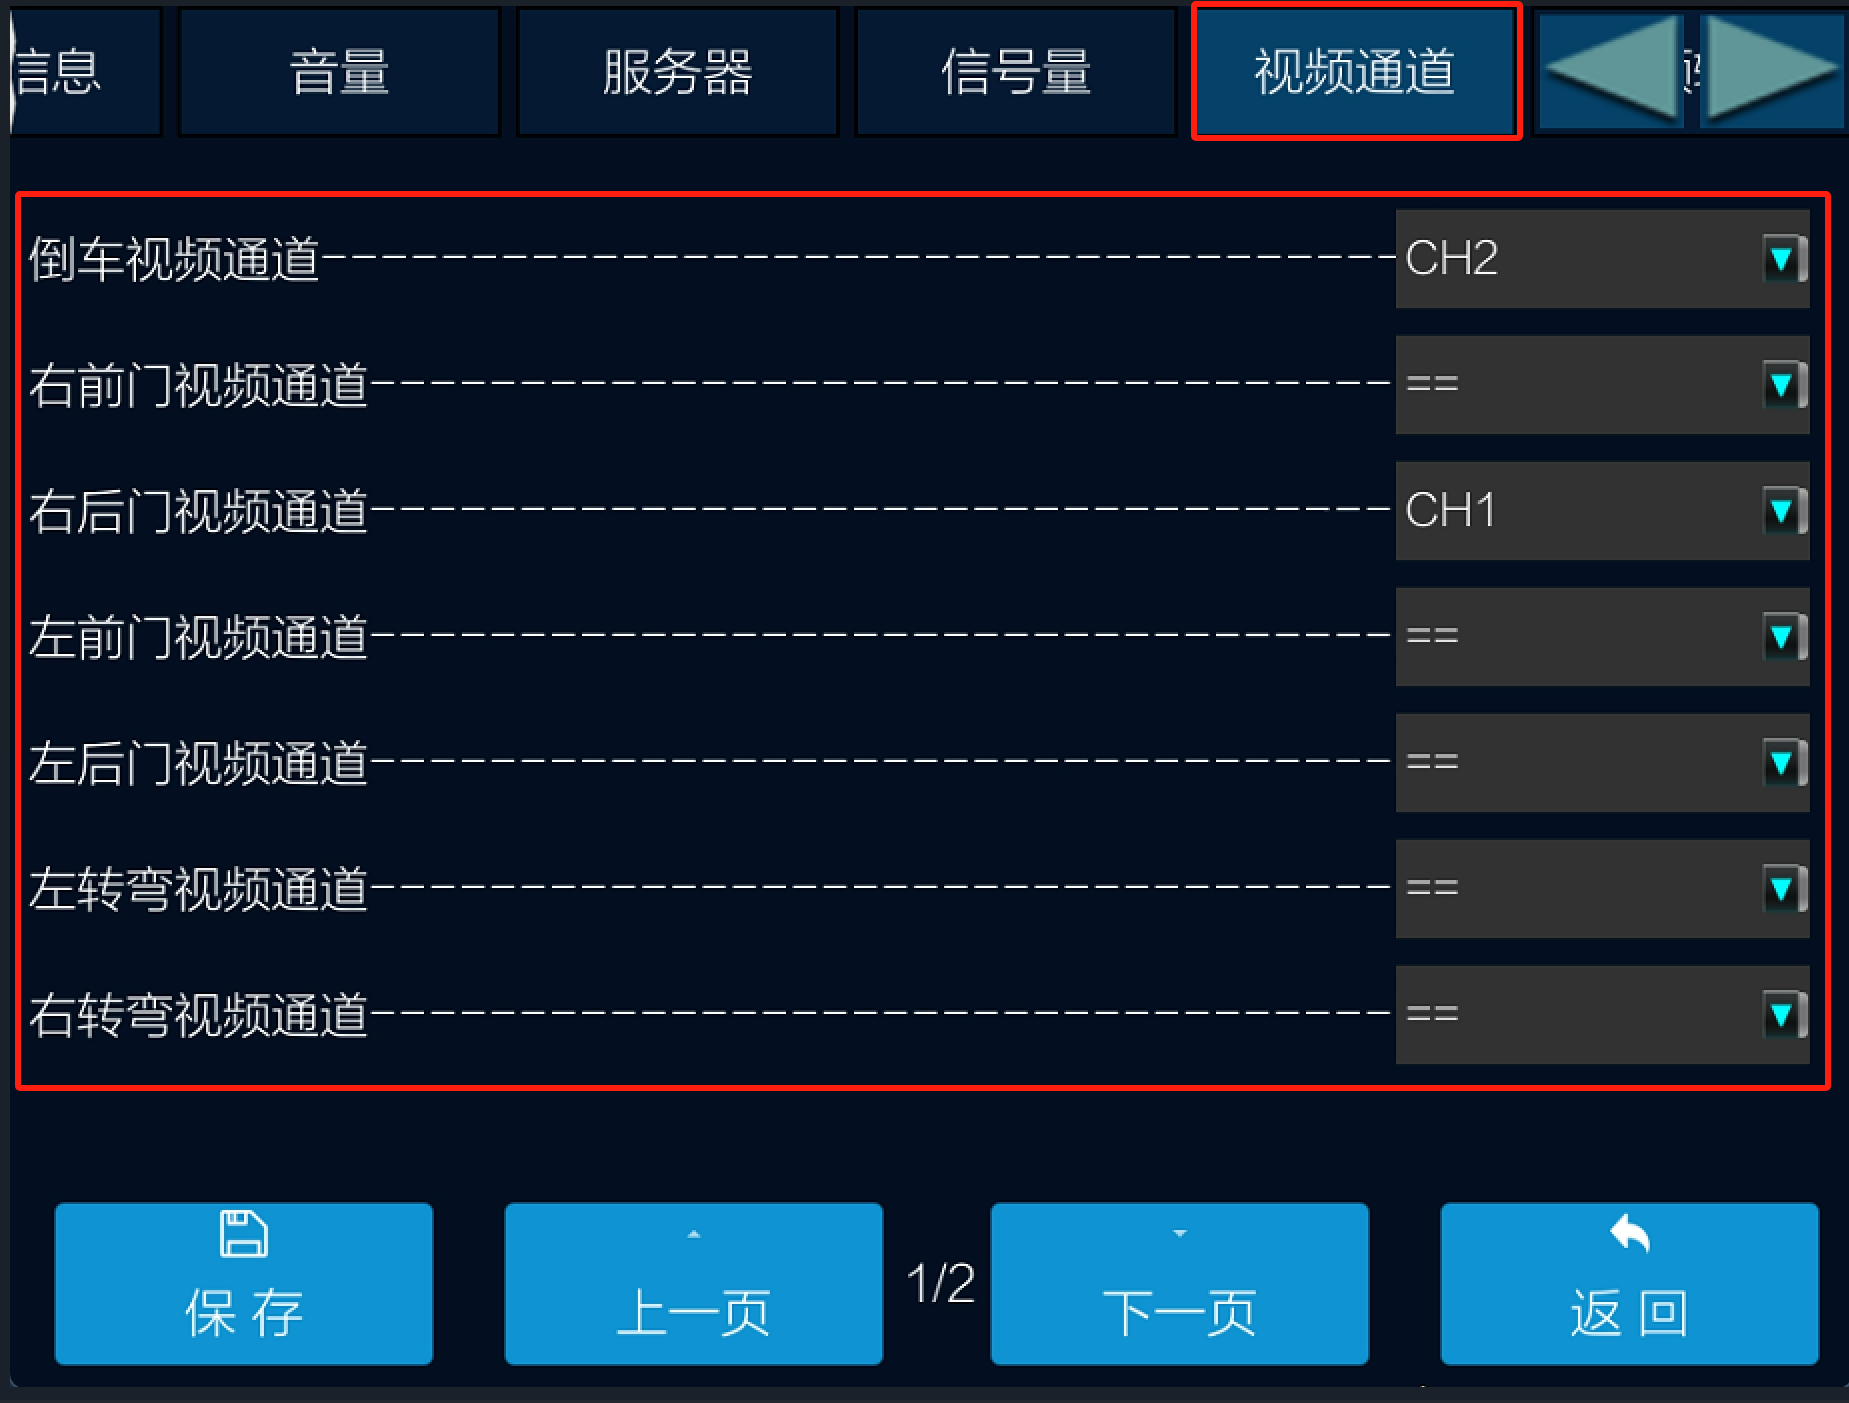 信息 音量 服务器 信号量 视频通道
倒车视频通道------------------------------------ CH2
右前门视频通道---------------------------------- ==
右后门视频通道---------------------------------- CH1
左前门视频通道---------------------------------- ==
左后门视频通道---------------------------------- ==
左转弯视频通道---------------------------------- ==
右转弯视频通道---------------------------------- ==
保存 上一页 1/2 下一页 返回